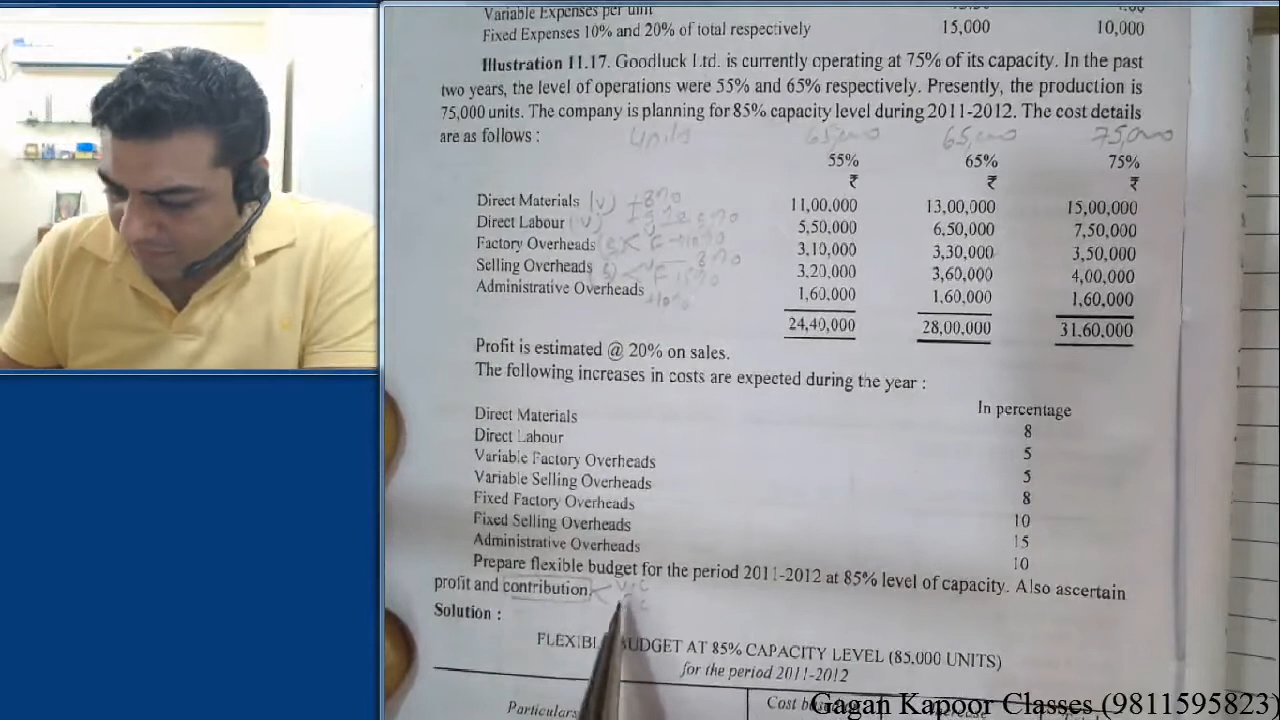 Variable Expenses per unit
Fixed Expenses 10% and 20% of total respectively 15,000 10,000
Illustration 11.17. Goodluck Ltd. is currently operating at 75% of its capacity. In the past
two years, the level of operations were 55% and 65% respectively. Presently, the production is
75,000 units. The company is planning for 85% capacity level during 2011-2012. The cost details
are as follows :
Units 65,000 65,000 75,000
55% 65% 75%
₹ ₹ ₹
Direct Materials (V) +8% 11,00,000 13,00,000 15,00,000
Direct Labour (V) 5,50,000 6,50,000 7,50,000
Factory Overheads 3,10,000 3,30,000 3,50,000
Selling Overheads (S) 3,20,000 3,60,000 4,00,000
Administrative Overheads +10% 1,60,000 1,60,000 1,60,000
24,40,000 28,00,000 31,60,000
Profit is estimated @ 20% on sales.
The following increases in costs are expected during the year :
In percentage
Direct Materials 8
Direct Labour 5
Variable Factory Overheads 5
Variable Selling Overheads 8
Fixed Factory Overheads 10
Fixed Selling Overheads 15
Administrative Overheads 10
Prepare flexible budget for the period 2011-2012 at 85% level of capacity. Also ascertain
profit and contribution.
Solution :
BUDGET AT 85% CAPACITY LEVEL (85,000 UNITS)
for the period 2011-2012
Particulars Cost
Gagan Kapoor Classes (9811595823)